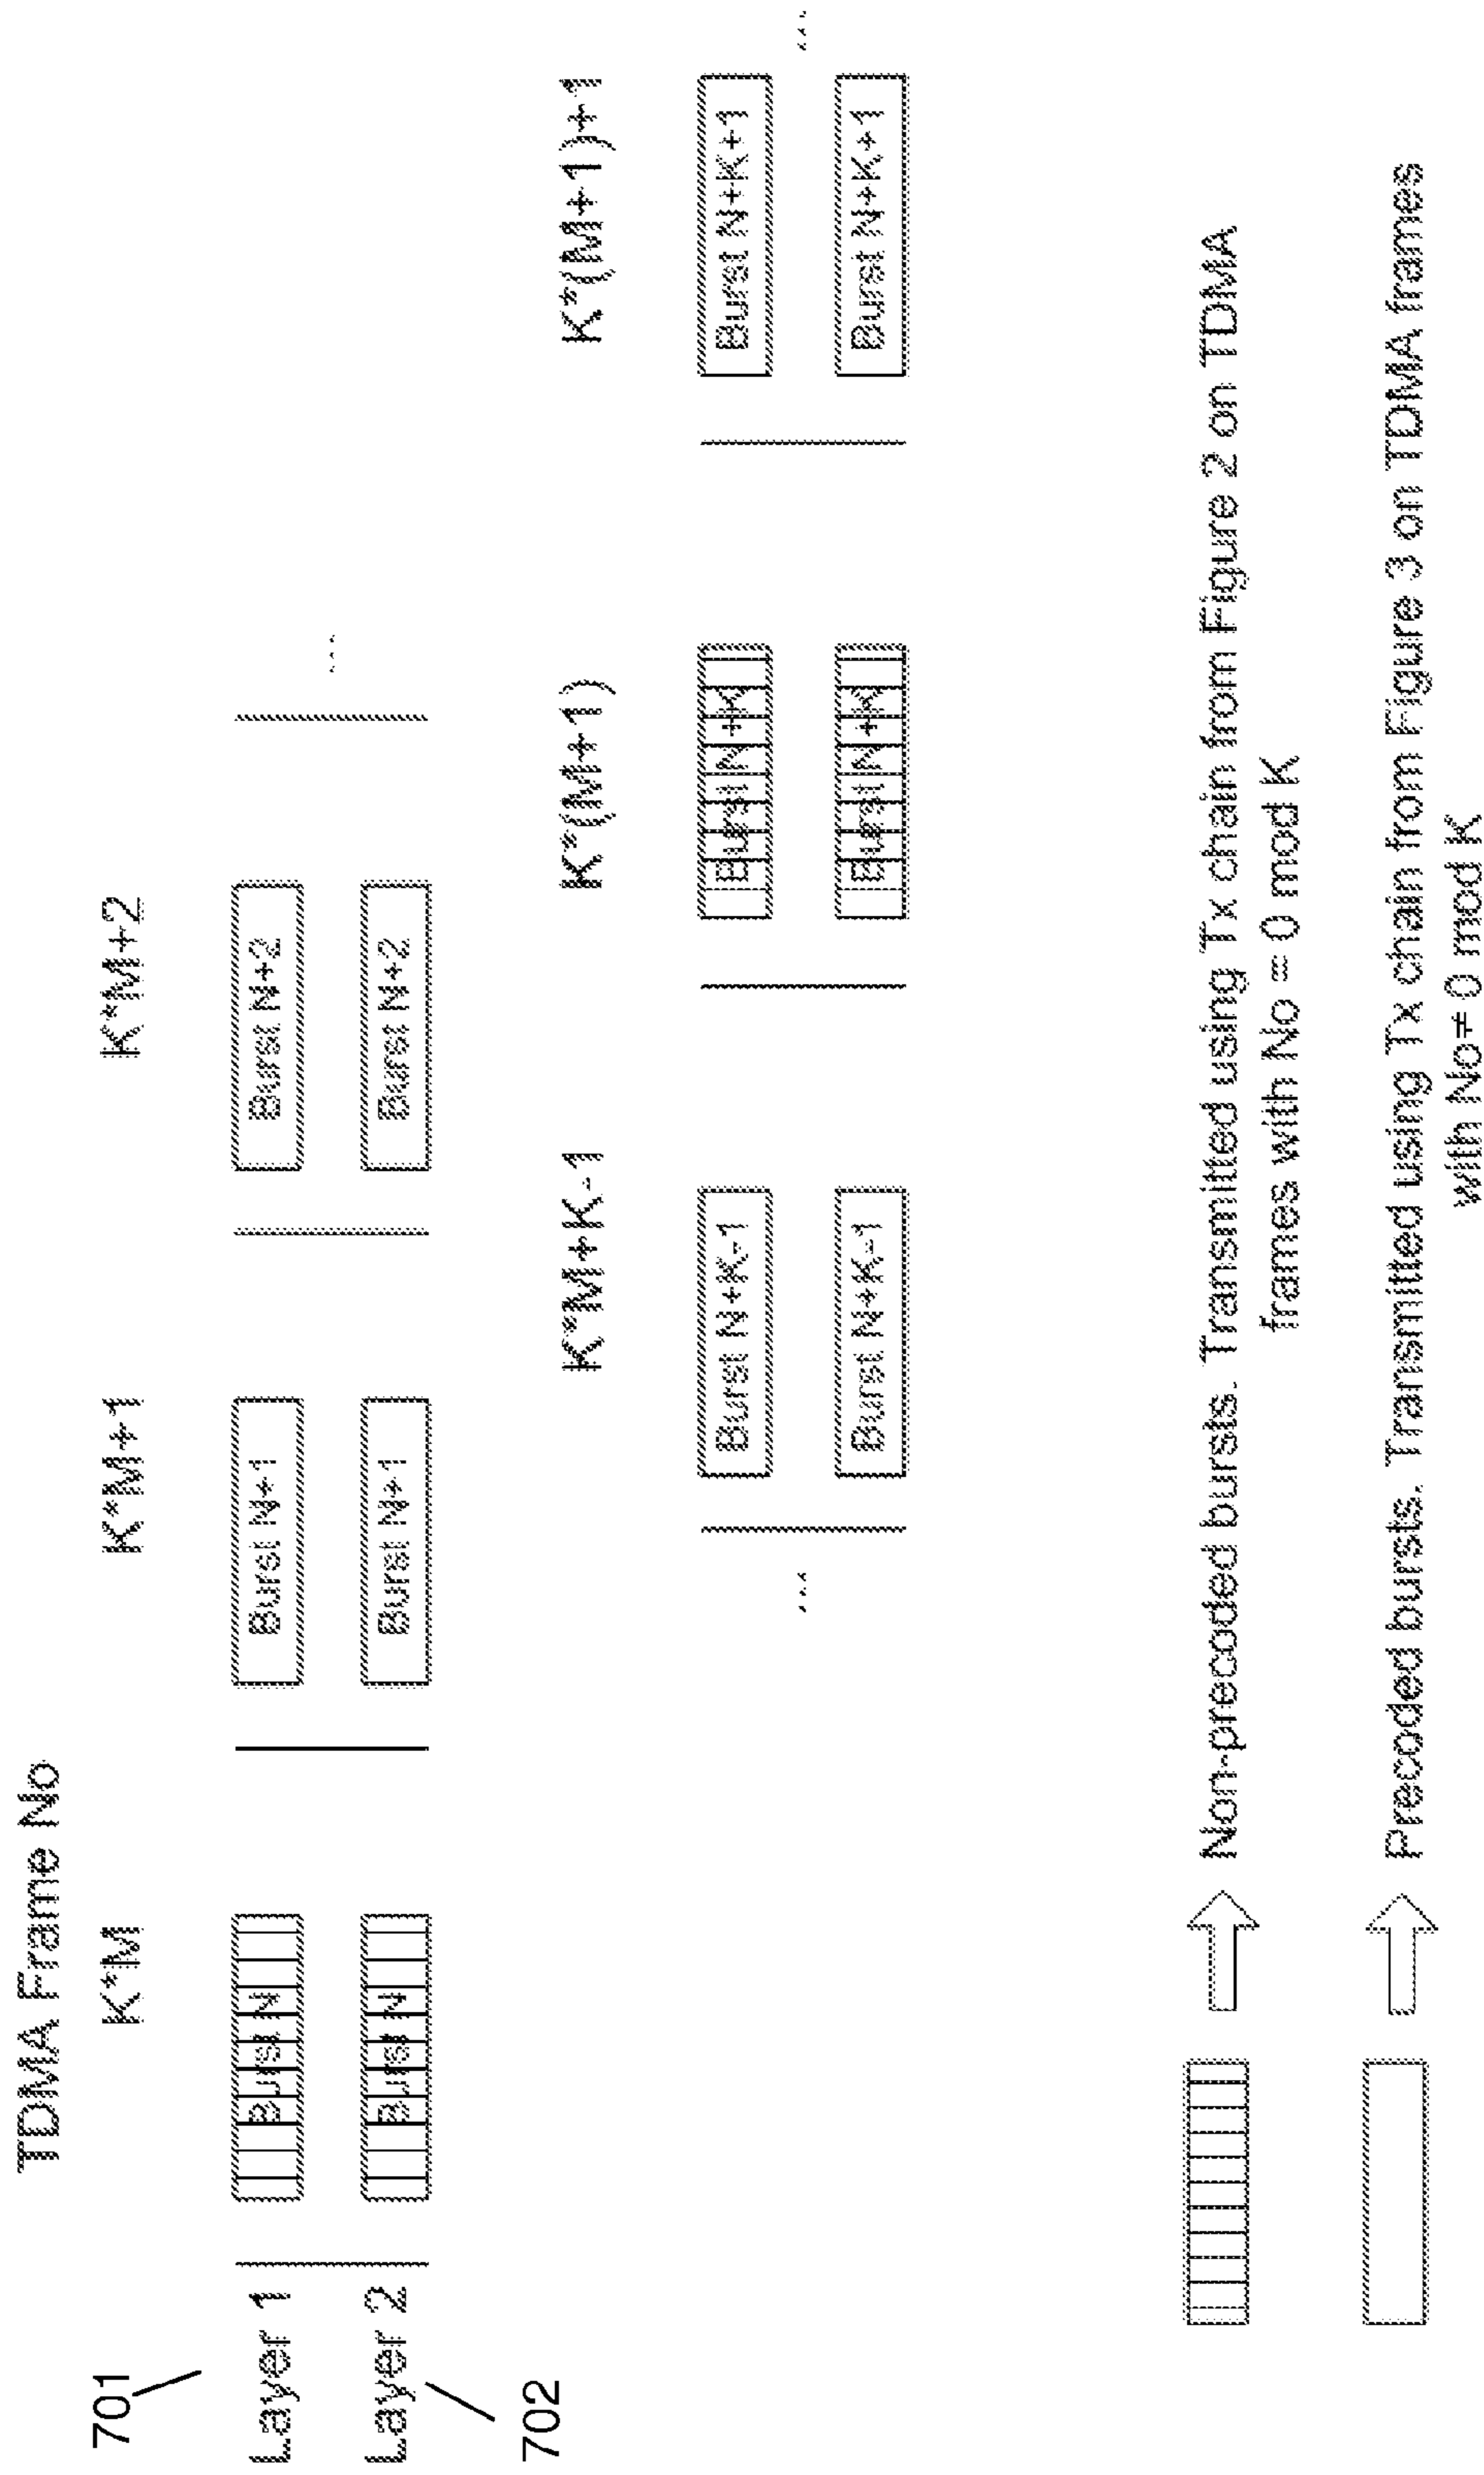 TDMA Frame No
K*M
K*M+1
K*M+2
701
Layer 1
Burst N
Burst N+1
Burst N+2
...
Layer 2
Burst N
Burst N+1
Burst N+2
702
K*M+K-1
K*(M+1)
K*(M+1)+1
...
Burst N+K-1
Burst N+K
Burst N+K+1
...
Burst N+K-1
Burst N+K
Burst N+K+1
Non-precoded bursts. Transmitted using Tx chain from Figure 2 on TDMA
frames with No = 0 mod K
Precoded bursts. Transmitted using Tx chain from Figure 3 on TDMA frames
with No≠ 0 mod K